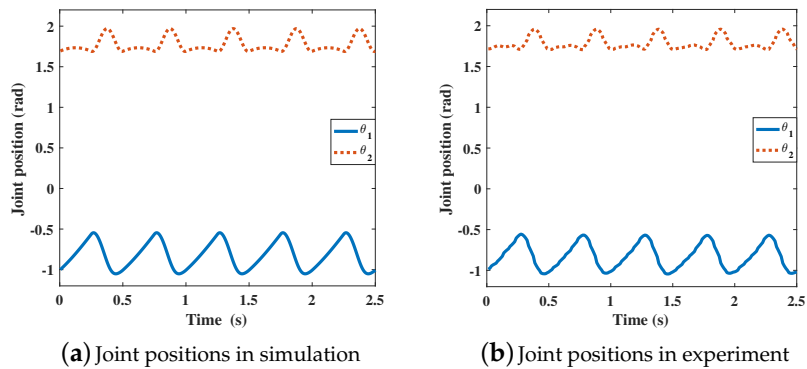 2
1.5
1
0.5
0
-0.5
-1
Joint position (rad)
θ1
θ2
0
0.5
1
1.5
2
2.5
Time (s)
(a) Joint positions in simulation
2
1.5
1
0.5
0
-0.5
-1
Joint position (rad)
θ1
θ2
0
0.5
1
1.5
2
2.5
Time (s)
(b) Joint positions in experiment